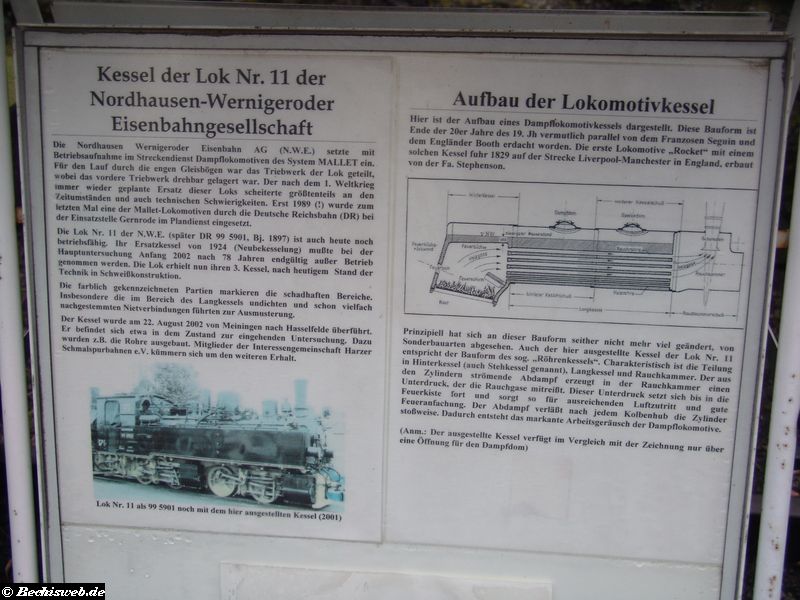 Kessel der Lok Nr. 11 der
Nordhausen-Wernigeroder
Eisenbahngesellschaft
Die Nordhausen Wernigeroder Eisenbahn AG (N.W.E.) setzte mit
Betriebsaufnahme im Streckendienst Dampflokomotiven des System MALLET ein.
Für den Lauf durch die engen Gleisbögen war das Triebwerk der Lok geteilt,
wobei das vordere Triebwerk drehbar gelagert war. Der nach dem 1. Weltkrieg
immer wieder geplante Ersatz dieser Loks scheiterte größtenteils an den
Zeitumständen und auch technischen Schwierigkeiten. Erst 1989 (!) wurde zum
letzten Mal eine der Mallet-Lokomotiven durch die Deutsche Reichsbahn (DR) bei
der Einsatzstelle Gernrode im Plandienst eingesetzt.
Die Lok Nr. 11 der N.W.E. (später DR 99 5901, Bj. 1897) ist auch heute noch
betriebsfähig. Ihr Ersatzkessel von 1924 (Neubekesselung) mußte bei der
Hauptuntersuchung Anfang 2002 nach 78 Jahren endgültig außer Betrieb
genommen werden. Die Lok erhielt nun ihren 3. Kessel, nach heutigem Stand der
Technik in Schweißkonstruktion.
Die farblich gekennzeichneten Partien markieren die schadhaften Bereiche.
Insbesondere die im Bereich des Langkessels undichten und schon vielfach
nachgestemmten Nietverbindungen führten zur Ausmusterung.
Der Kessel wurde am 22. August 2002 von Meiningen nach Hasselfelde überführt.
Er befindet sich etwa in dem Zustand zur eingehenden Untersuchung. Dazu
wurden z.B. die Rohre ausgebaut. Mitglieder der Interessengemeinschaft Harzer
Schmalspurbahnen e.V. kümmern sich um den weiteren Erhalt.
Lok Nr. 11 als 99 5901 noch mit dem hier ausgestellten Kessel (2001)
Aufbau der Lokomotivkessel
Hier ist der Aufbau eines Dampflokomotivkessels dargestellt. Diese Bauform ist
Ende der 20er Jahre des 19. Jh vermutlich parallel von dem Franzosen Seguin und
dem Engländer Booth erdacht worden. Die erste Lokomotive „Rocket" mit einem
solchen Kessel fuhr 1829 auf der Strecke Liverpool-Manchester in England, erbaut
von der Fa. Stephenson.
Hinterkessel
vorderer Kesselschuß
Dampfdom
Feuerbüchse
Heizgase
Feuertür
Rost
hinterer Kesselschuß
Rauchkammer
Langkessel
Prinzipiell hat sich an dieser Bauform seither nicht mehr viel geändert, von
Sonderbauarten abgesehen. Auch der hier ausgestellte Kessel der Lok Nr. 11
entspricht der Bauform des sog. „Röhrenkessels". Charakteristisch ist die Teilung
in Hinterkessel (auch Stehkessel genannt), Langkessel und Rauchkammer. Der aus
den Zylindern strömende Abdampf erzeugt in der Rauchkammer einen
Unterdruck, der die Rauchgase mitreißt. Dieser Unterdruck setzt sich bis in die
Feuerkiste fort und sorgt so für ausreichenden Luftzutritt und gute
Feueranfachung. Der Abdampf verläßt nach jedem Kolbenhub die Zylinder
stoßweise. Dadurch entsteht das markante Arbeitsgeräusch der Dampflokomotive.
(Anm.: Der ausgestellte Kessel verfügt im Vergleich mit der Zeichnung nur über
eine Öffnung für den Dampfdom)
© Bechisweb.de